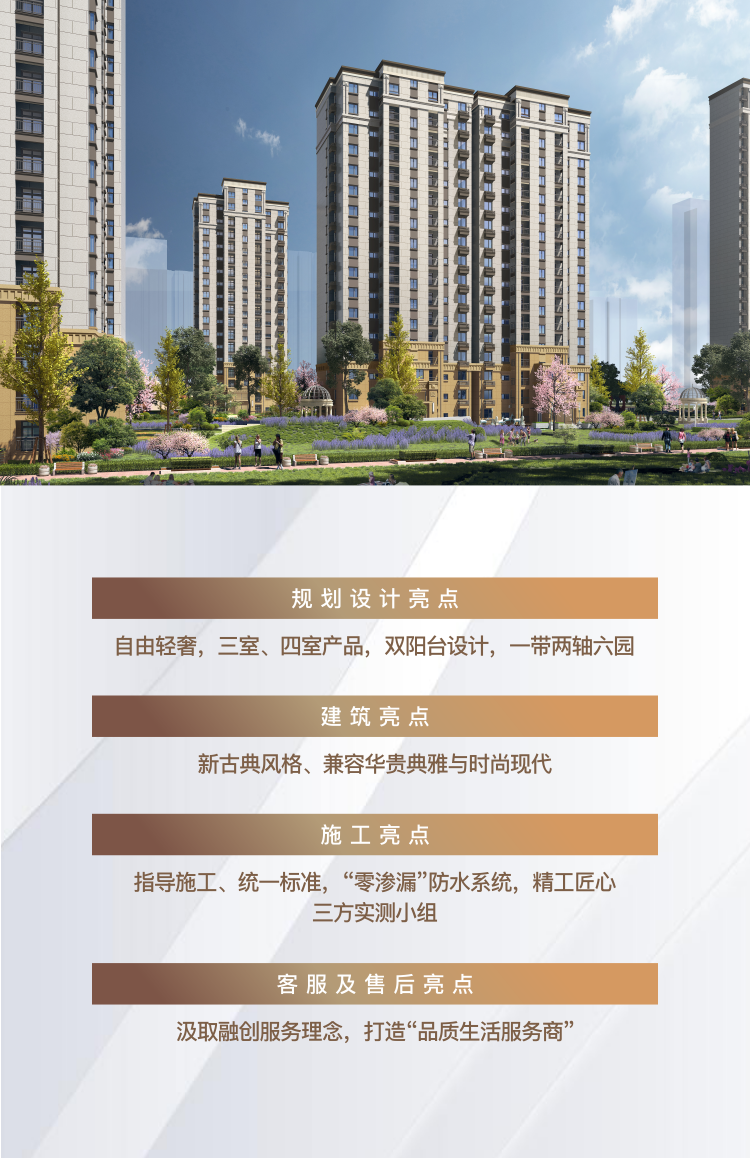 规划设计亮点
自由轻奢，三室、四室产品，双阳台设计，一带两轴六园
建筑亮点
新古典风格、兼容华贵典雅与时尚现代
施工亮点
指导施工、统一标准，“零渗漏”防水系统，精工匠心
三方实测小组
客服及售后亮点
汲取融创服务理念，打造“品质生活服务商”